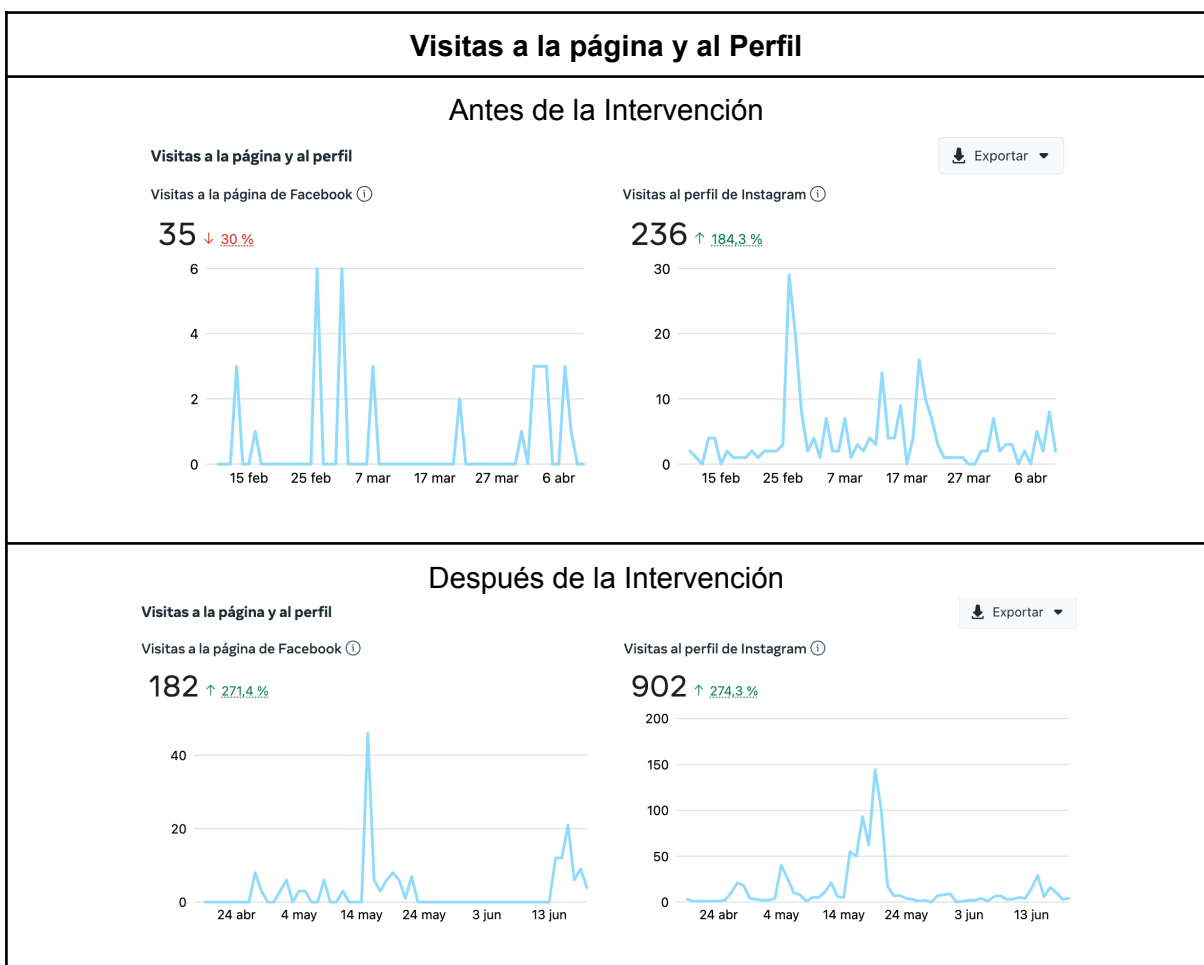 Visitas a la página y al Perfil
Antes de la Intervención
Visitas a la página y al perfil
Exportar
Visitas a la página de Facebook
Visitas al perfil de Instagram
35 ↓ 30 %
236 ↑ 184,3 %
6
4
2
0
15 feb 25 feb 7 mar 17 mar 27 mar 6 abr
30
20
10
0
15 feb 25 feb 7 mar 17 mar 27 mar 6 abr
Después de la Intervención
Visitas a la página y al perfil
Exportar
Visitas a la página de Facebook
Visitas al perfil de Instagram
182 ↑ 271,4 %
902 ↑ 274,3 %
40
20
0
24 abr 4 may 14 may 24 may 3 jun 13 jun
200
150
100
50
0
24 abr 4 may 14 may 24 may 3 jun 13 jun